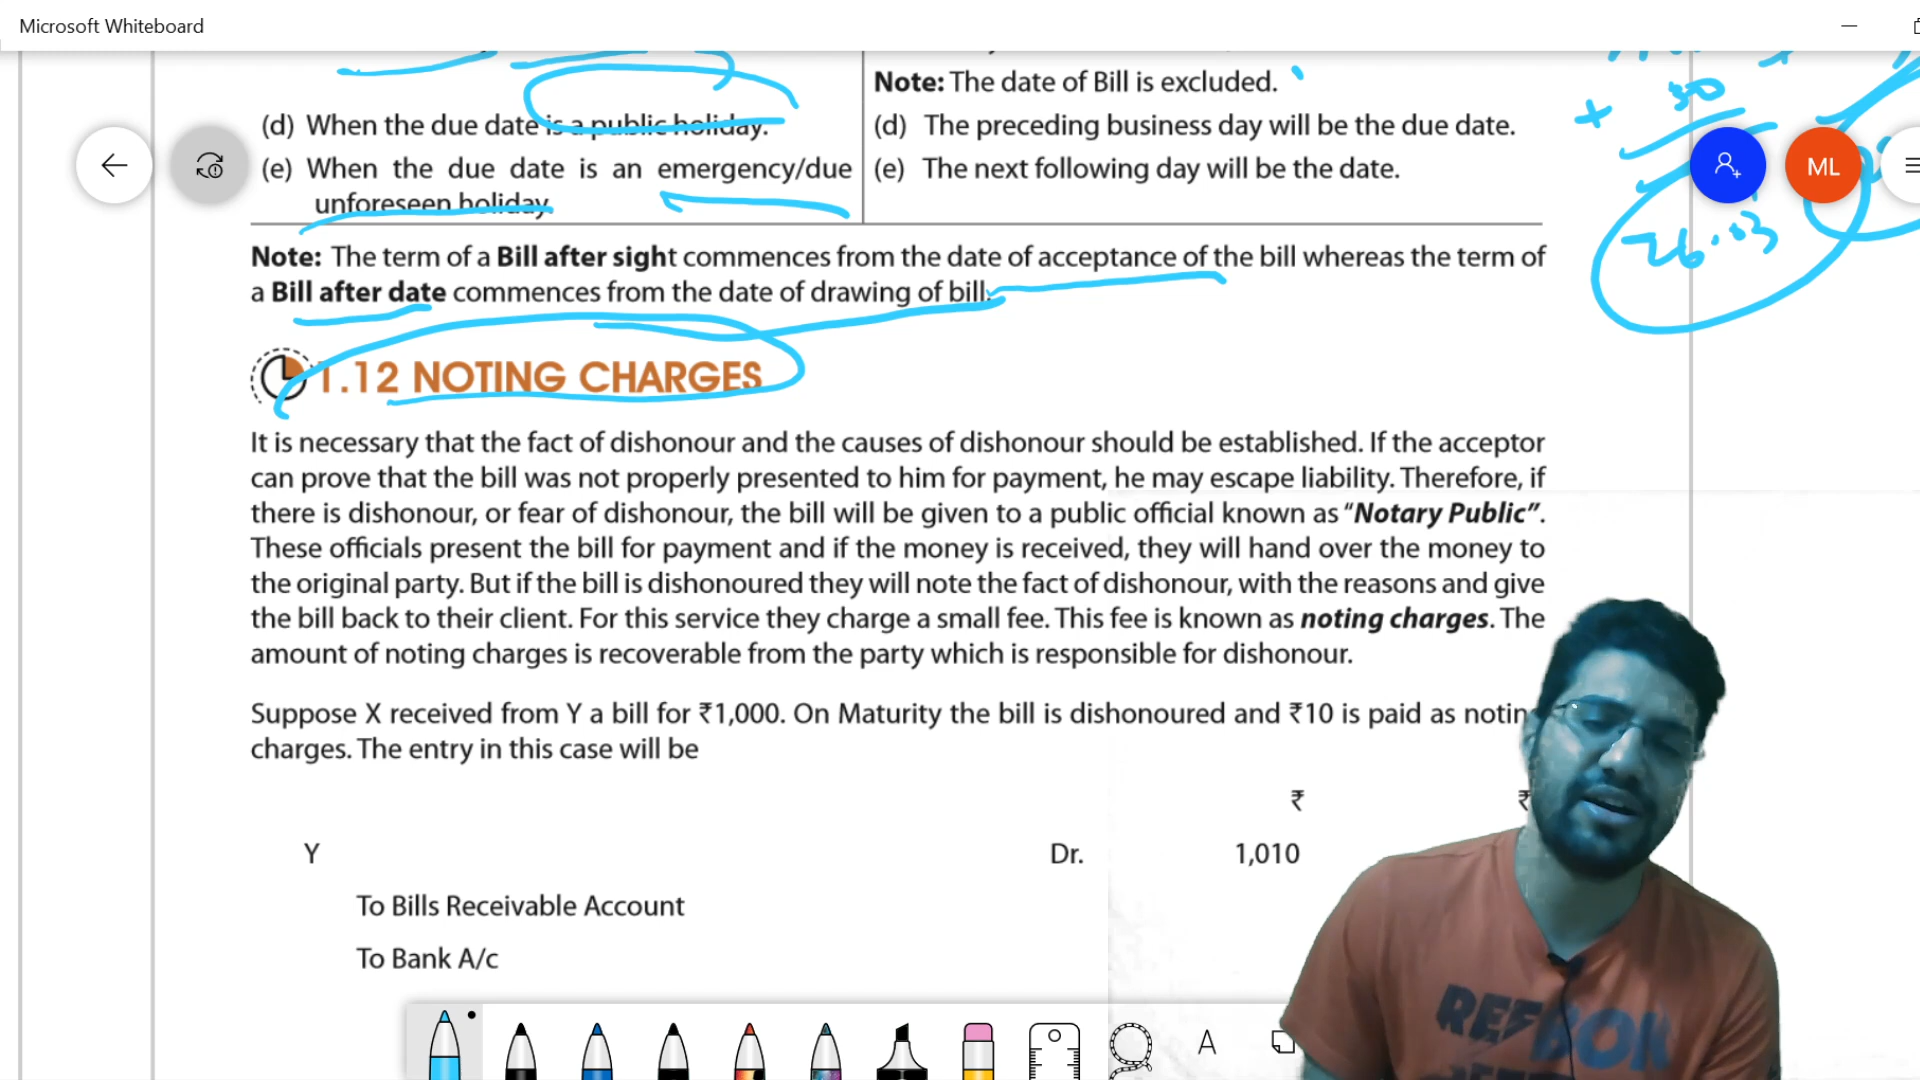 Microsoft Whiteboard
Note: The date of Bill is excluded.
30
+
(d) When the due date is a public holiday.
(d) The preceding business day will be the due date.
(e) When the due date is an emergency/due
unforeseen holiday.
(e) The next following day will be the date.
ML
26.03
Note: The term of a Bill after sight commences from the date of acceptance of the bill whereas the term of
a Bill after date commences from the date of drawing of bill.
1.12 NOTING CHARGES
It is necessary that the fact of dishonour and the causes of dishonour should be established. If the acceptor
can prove that the bill was not properly presented to him for payment, he may escape liability. Therefore, if
there is dishonour, or fear of dishonour, the bill will be given to a public official known as “Notary Public”.
These officials present the bill for payment and if the money is received, they will hand over the money to
the original party. But if the bill is dishonoured they will note the fact of dishonour, with the reasons and give
the bill back to their client. For this service they charge a small fee. This fee is known as noting charges. The
amount of noting charges is recoverable from the party which is responsible for dishonour.
Suppose X received from Y a bill for ₹1,000. On Maturity the bill is dishonoured and ₹10 is paid as notin
charges. The entry in this case will be
₹ ₹
Y Dr. 1,010
To Bills Receivable Account
To Bank A/c
A